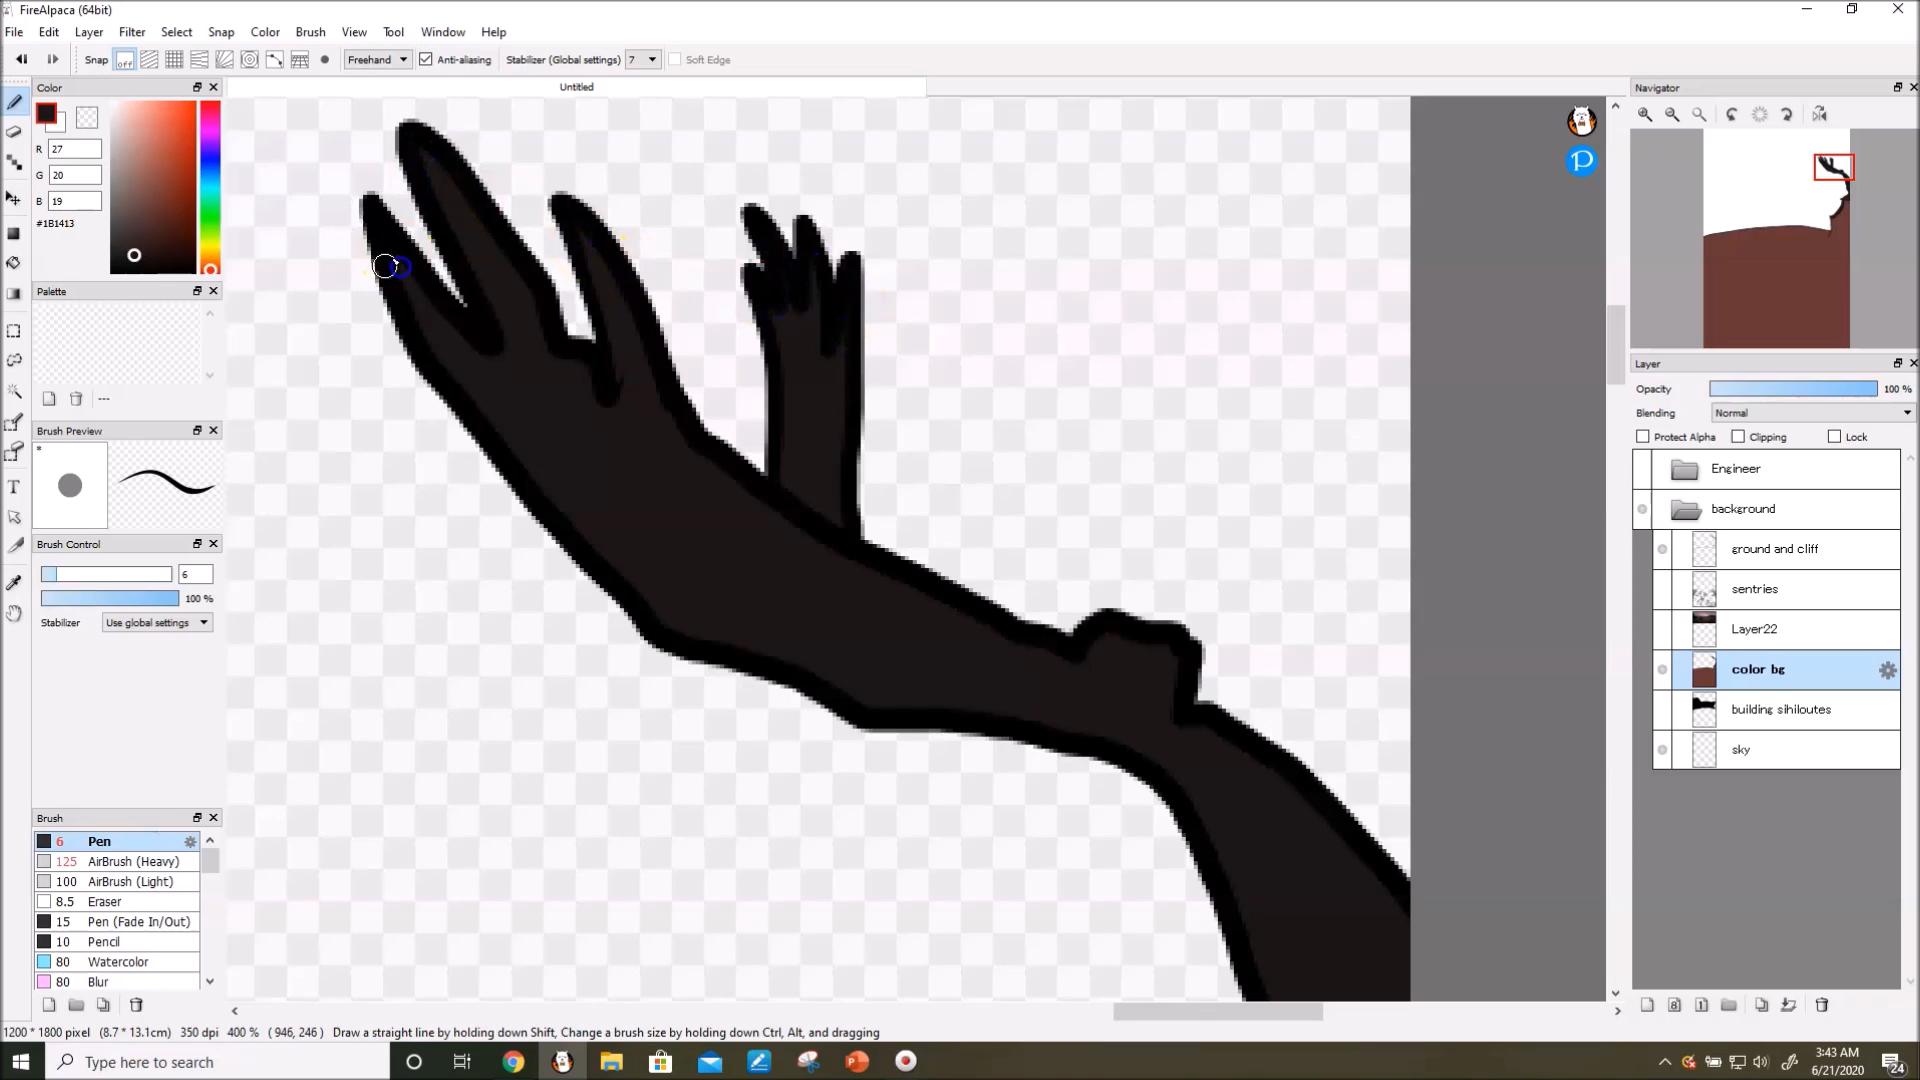 FireAlpaca (64bit)
File Edit Layer Filter Select Snap Color Brush View Tool Window Help
Snap off Freehand Anti-aliasing Stabilizer (Global settings) 7 Soft Edge
Color
Untitled
Navigator
R 27
G 20
B 19
#1B1413
Palette
---
Brush Preview
*
Brush Control
6
100 %
Stabilizer Use global settings
Brush
6 Pen
125 AirBrush (Heavy)
100 AirBrush (Light)
8.5 Eraser
15 Pen (Fade In/Out)
10 Pencil
80 Watercolor
80 Blur
Layer
Opacity 100 %
Blending Normal
Protect Alpha Clipping Lock
Engineer
background
ground and cliff
sentries
Layer22
color bg
building sihiloutes
sky
1200 * 1800 pixel (8.7 * 13.1cm) 350 dpi 400 % ( 946, 246 ) Draw a straight line by holding down Shift, Change a brush size by holding down Ctrl, Alt, and dragging
Type here to search
3:43 AM
6/21/2020
24